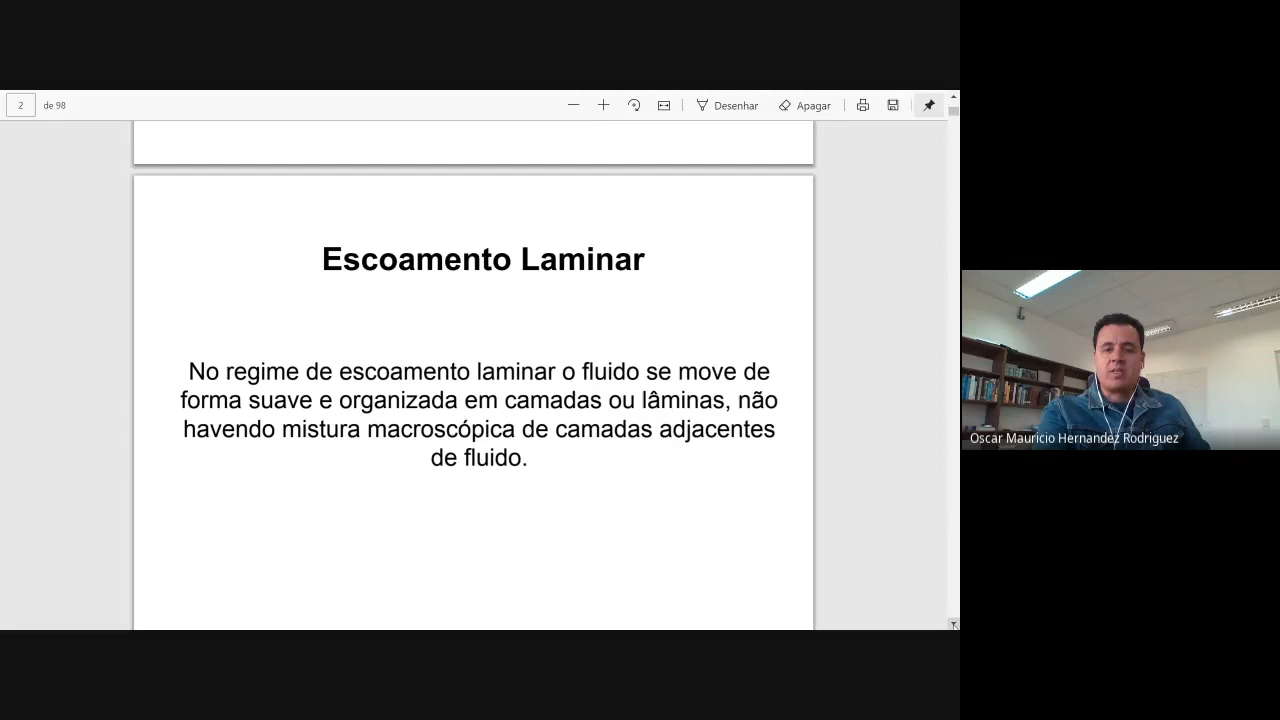 2 de 98 Desenhar Apagar
Escoamento Laminar
No regime de escoamento laminar o fluido se move de
forma suave e organizada em camadas ou lâminas, não
havendo mistura macroscópica de camadas adjacentes
de fluido.
Oscar Mauricio Hernandez Rodriguez